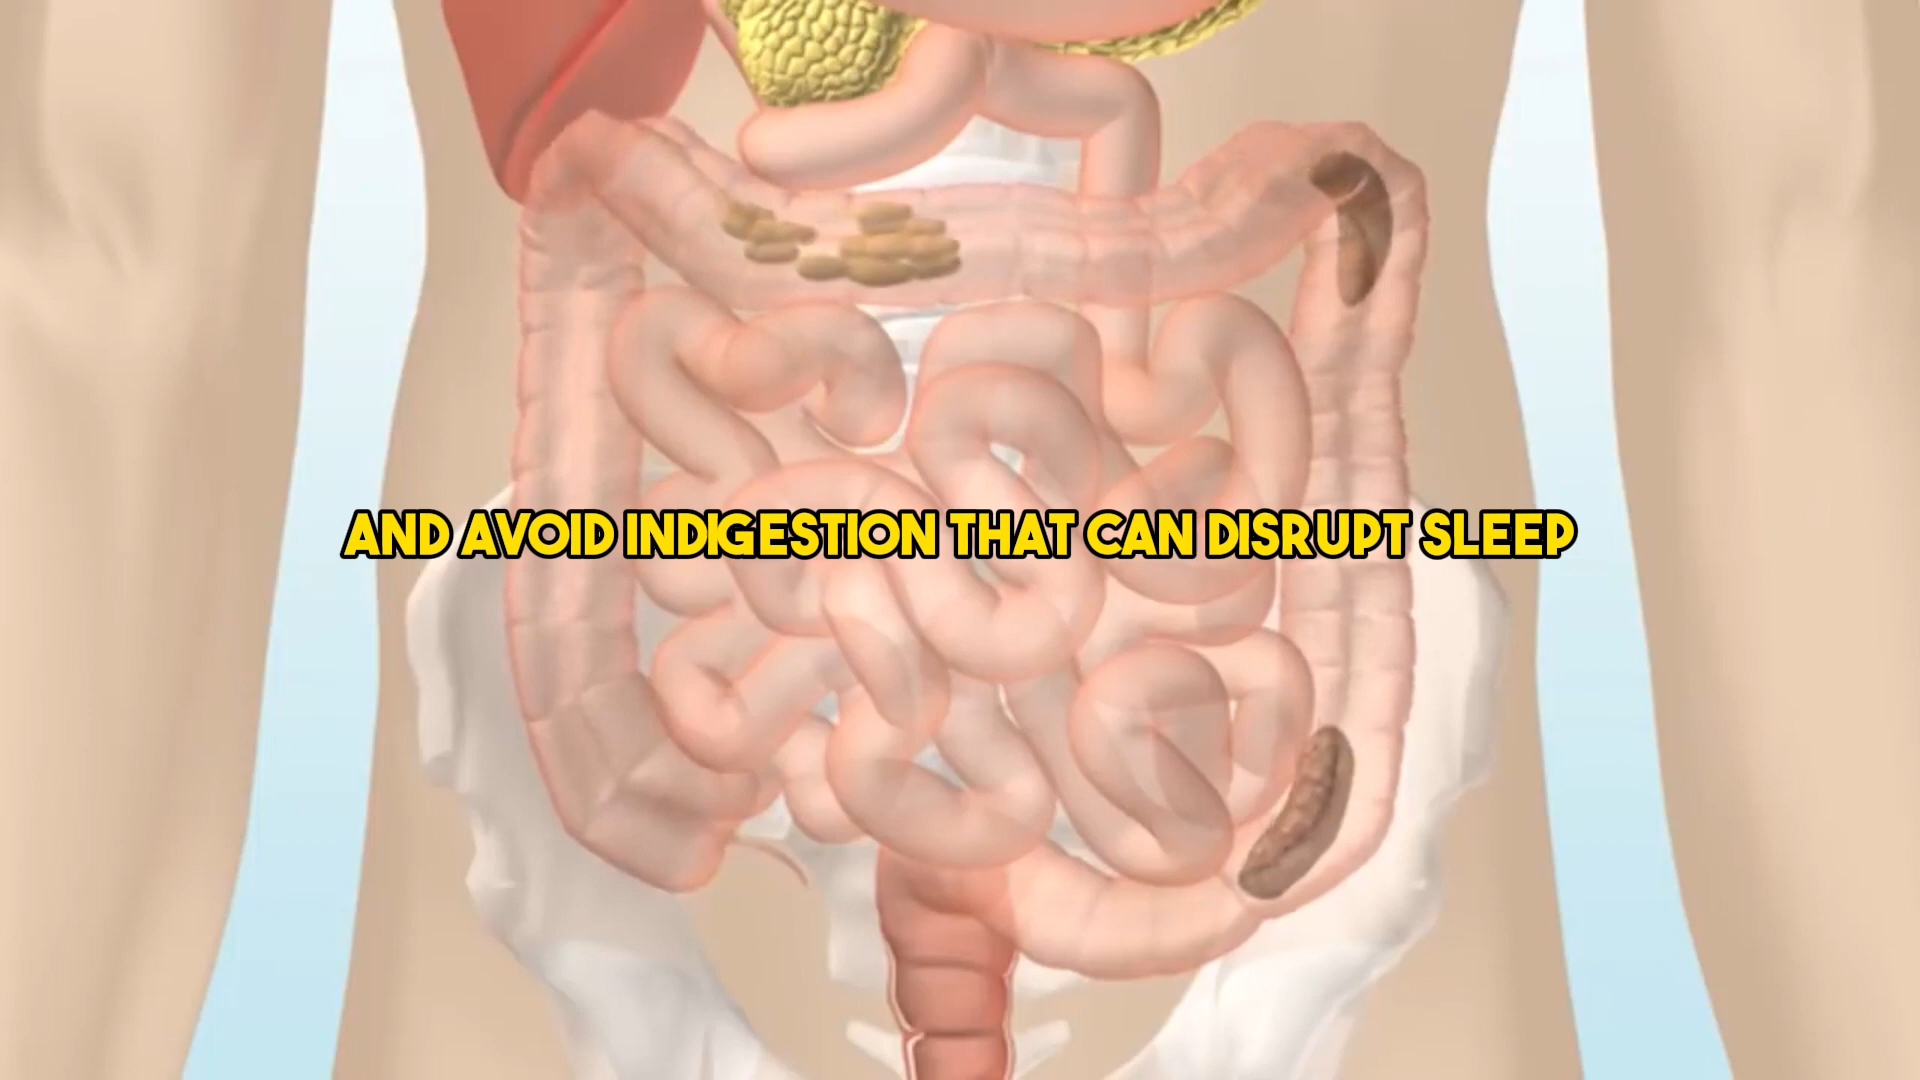 AND AVOID INDIGESTION THAT CAN DISRUPT SLEEP